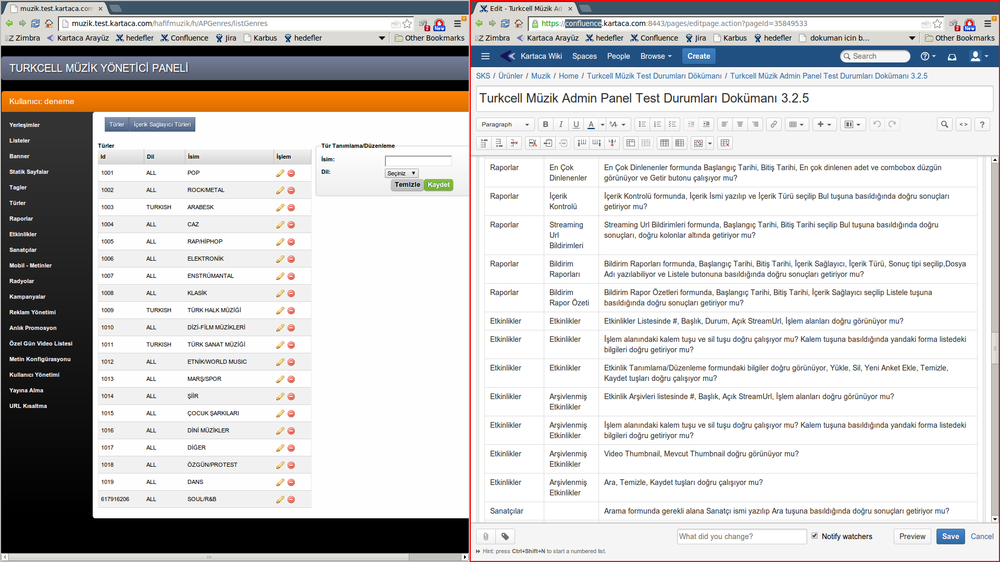 muzik.test.kartaca.com
muzik.test.kartaca.com/hafifmuzik/h/APGenres/listGenres
2
New
Zimbra
Kartaca Arayüz
hedefler
Confluence
Jira
Karbus
hedefler
Other Bookmarks
TURKCELL MÜZİK YÖNETİCİ PANELİ
Kullanıcı: deneme
Yerleşimler
Listeler
Banner
Statik Sayfalar
Tagler
Türler
Raporlar
Etkinlikler
Sanatçılar
Mobil - Metinler
Radyolar
Kampanyalar
Reklam Yönetimi
Anlık Promosyon
Özel Gün Video Listesi
Metin Konfigürasyonu
Kullanıcı Yönetimi
Yayına Alma
URL Kısaltma
Türler
İçerik Sağlayıcı Türleri
Türler
Id Dil İsim İşlem
1001 ALL POP
1002 ALL ROCK/METAL
1003 TURKISH ARABESK
1004 ALL CAZ
1005 ALL RAP/HİPHOP
1006 ALL ELEKTRONİK
1007 ALL ENSTRÜMANTAL
1008 ALL KLASİK
1009 TURKISH TÜRK HALK MÜZİĞİ
1010 ALL DİZİ-FİLM MÜZİKLERİ
1011 TURKISH TÜRK SANAT MÜZİĞİ
1012 ALL ETNİK/WORLD MUSIC
1013 ALL MARŞ/SPOR
1014 ALL ŞİİR
1015 ALL ÇOCUK ŞARKILARI
1016 ALL DİNİ MÜZİKLER
1017 ALL DİĞER
1018 ALL ÖZGÜN/PROTEST
1019 ALL DANS
617916206 ALL SOUL/R&B
Tür Tanımlama/Düzenleme
İsim:
Dil: Seçiniz
Temizle Kaydet
Edit - Turkcell Müzik Ad
https://confluence.kartaca.com:8443/pages/editpage.action?pageId=35849533
2
New
Zimbra
Kartaca Arayüz
hedefler
Confluence
Jira
Karbus
hedefler
dokuman icin b...
Other Bookmarks
Kartaca Wiki Spaces People Browse Create Search
SKS / Ürünler / Muzik / Home / Turkcell Müzik Test Durumları Dökümanı / Turkcell Müzik Admin Panel Test Durumları Dokümanı 3.2.5
Turkcell Müzik Admin Panel Test Durumları Dokümanı 3.2.5
Paragraph B I U A A <> ?
Raporlar
En Çok
Dinlenenler
En Çok Dinlenenler formunda Başlangıç Tarihi, Bitiş Tarihi, En çok dinlenen adet ve combobox düzgün
görünüyor ve Getir butonu çalışıyor mu?
Raporlar
İçerik
Kontrolü
İçerik Kontrolü formunda, İçerik İsmi yazılıp ve İçerik Türü seçilip Bul tuşuna basıldığında doğru sonuçları
getiriyor mu?
Raporlar
Streaming
Url
Bildirimleri
Streaming Url Bildirimleri formunda, Başlangıç Tarihi, Bitiş Tarihi seçilip Bul tuşuna basıldığında doğru
sonuçları, doğru kolonlar altında getiriyor mu?
Raporlar
Bildirim
Raporları
Bildirim Raporları formunda, Başlangıç Tarihi, Bitiş Tarihi, İçerik Sağlayıcı, İçerik Türü, Sonuç tipi seçilip,Dosya
Adı yazılabiliyor ve Listele butonuna basıldığında doğru sonuçları getiriyor mu?
Raporlar
Bildirim
Rapor Özeti
Bildirim Rapor Özetleri formunda, Başlangıç Tarihi, Bitiş Tarihi, İçerik Sağlayıcı seçilip Listele tuşuna
basıldığında doğru sonuçları getiriyor mu?
Etkinlikler
Etkinlikler
Etkinlikler Listesinde #, Başlık, Durum, Açık StreamUrl, İşlem alanları doğru görünüyor mu?
Etkinlikler
Etkinlikler
İşlem alanındaki kalem tuşu ve sil tuşu doğru çalışıyor mu? Kalem tuşuna basıldığında yandaki forma listedeki
bilgileri doğru getiriyor mu?
Etkinlikler
Etkinlikler
Etkinlik Tanımlama/Düzenleme formundaki bilgiler doğru görünüyor, Yükle, Sil, Yeni Anket Ekle, Temizle,
Kaydet tuşları doğru çalışıyor mu?
Etkinlikler
Arşivlenmiş
Etkinlikler
Etkinlik Arşivleri listesinde #, Başlık, Açık StreamUrl, İşlem alanları doğru görünüyor mu?
Etkinlikler
Arşivlenmiş
Etkinlikler
İşlem alanındaki kalem tuşu ve sil tuşu doğru çalışıyor mu? Kalem tuşuna basıldığında yandaki forma listedeki
bilgileri doğru getiriyor mu?
Etkinlikler
Arşivlenmiş
Etkinlikler
Video Thumbnail, Mevcut Thumbnail doğru görünüyor mu?
Etkinlikler
Arşivlenmiş
Etkinlikler
Ara, Temizle, Kaydet tuşları doğru çalışıyor mu?
Sanatçılar
Arama formunda gerekli alana Sanatçı ismi yazılıp Ara tuşuna basıldığında doğru sonuçları getiriyor mu?
What did you change? Notify watchers Preview Save Cancel
Hint: press Ctrl+Shift+N to start a numbered list.